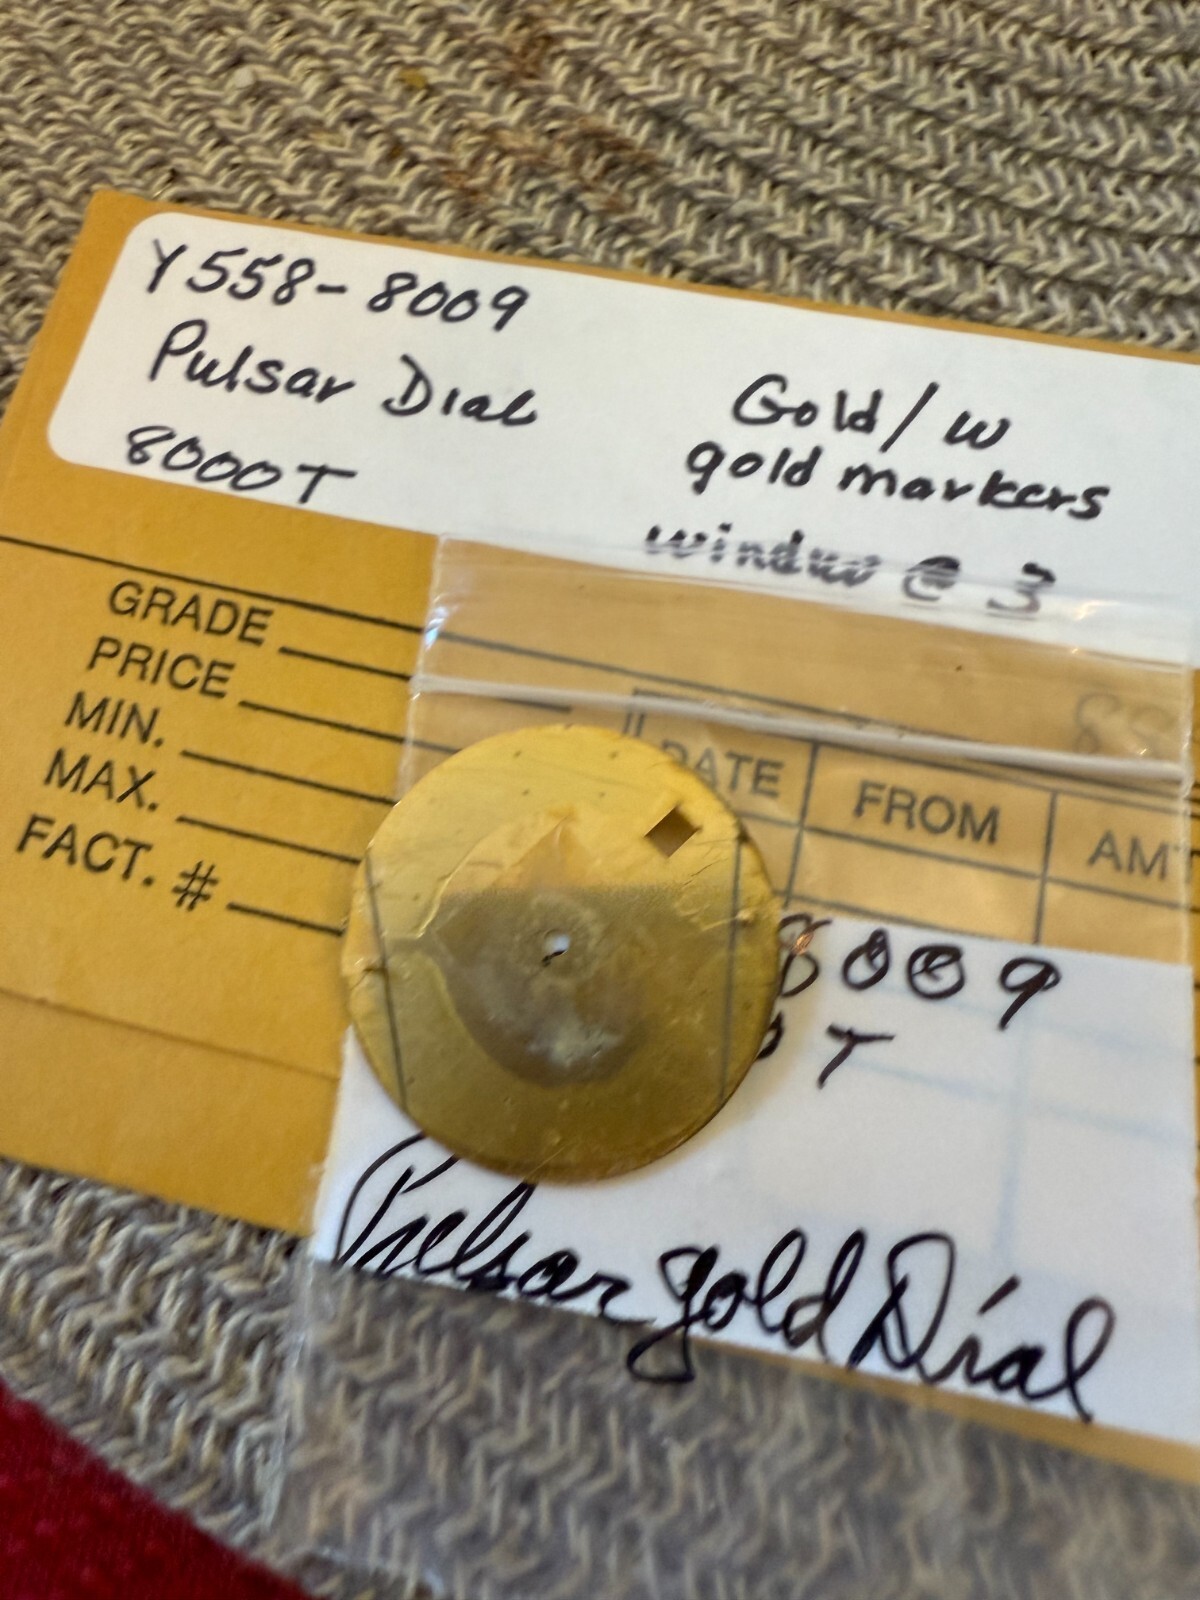 Y558-8009
Pulsar Dial
8000T
Gold/w
gold markers
window @ 3
GRADE
PRICE
MIN.
MAX.
FACT. #
DATE
FROM
8009
T
Pulsar gold Dial